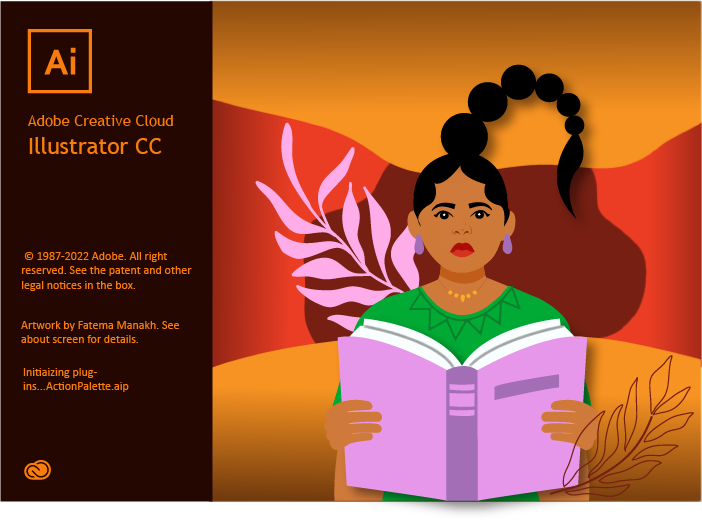 Ai
Adobe Creative Cloud
Illustrator CC
© 1987-2022 Adobe. All right
reserved. See the patent and other
legal notices in the box.
Artwork by Fatema Manakh. See
about screen for details.
Initiaizing plug-
ins...ActionPalette.aip